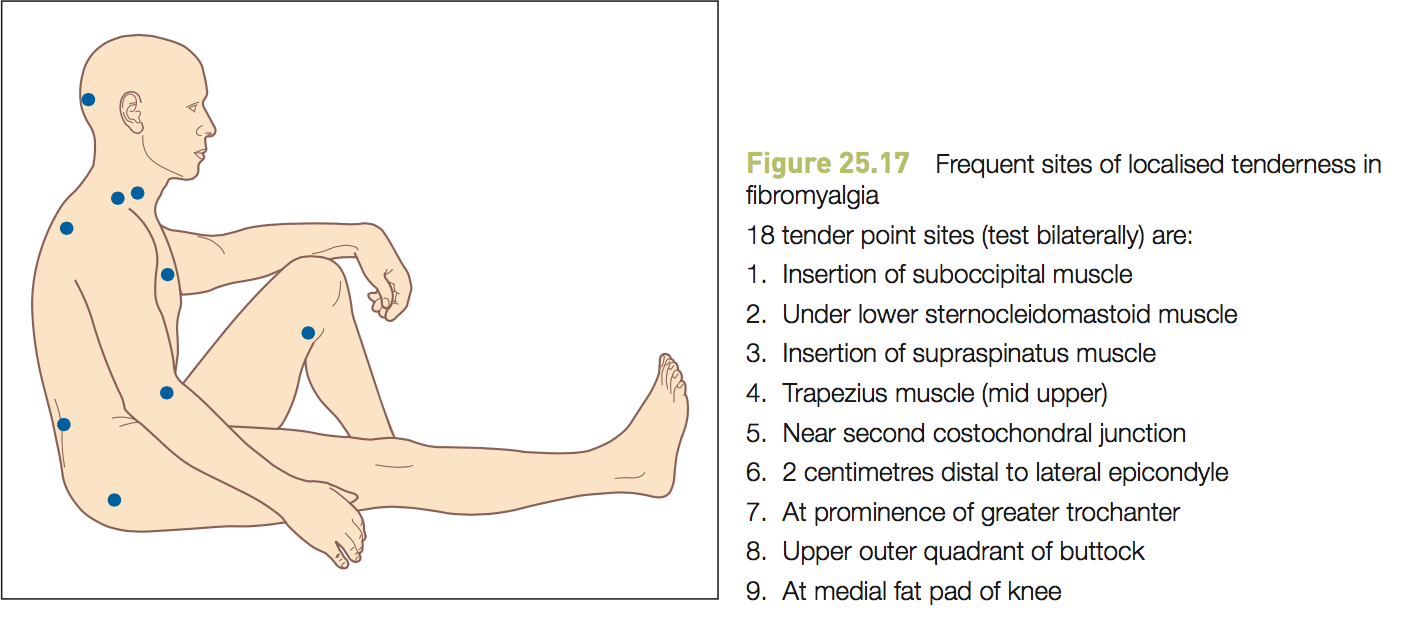 Figure 25.17 Frequent sites of localised tenderness in
fibromyalgia
18 tender point sites (test bilaterally) are:
1. Insertion of suboccipital muscle
2. Under lower sternocleidomastoid muscle
3. Insertion of supraspinatus muscle
4. Trapezius muscle (mid upper)
5. Near second costochondral junction
6. 2 centimetres distal to lateral epicondyle
7. At prominence of greater trochanter
8. Upper outer quadrant of buttock
9. At medial fat pad of knee